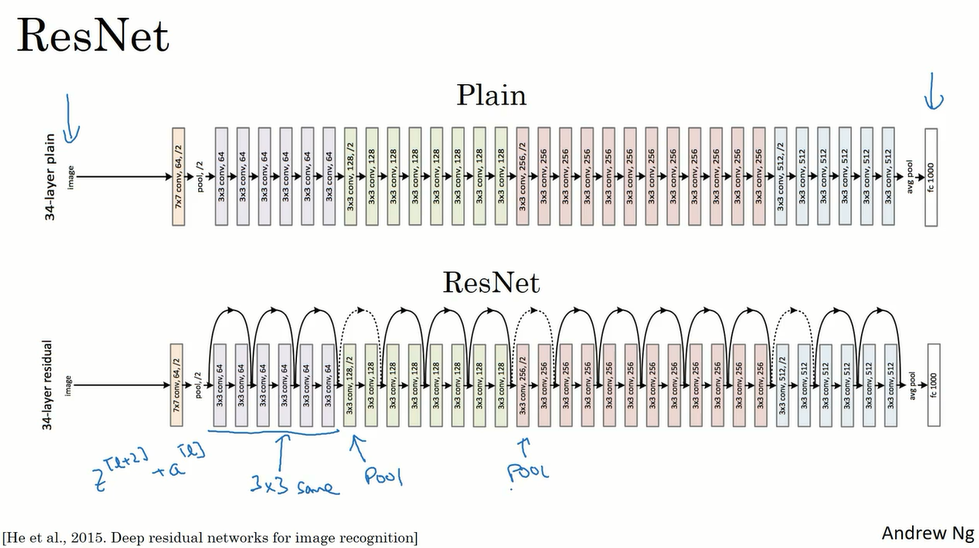 ResNet
Plain
34-layer plain
image
7x7 conv, 64, /2
pool, /2
3x3 conv, 64
3x3 conv, 64
3x3 conv, 64
3x3 conv, 64
3x3 conv, 64
3x3 conv, 64
3x3 conv, 128, /2
3x3 conv, 128
3x3 conv, 128
3x3 conv, 128
3x3 conv, 128
3x3 conv, 128
3x3 conv, 128
3x3 conv, 128
3x3 conv, 256, /2
3x3 conv, 256
3x3 conv, 256
3x3 conv, 256
3x3 conv, 256
3x3 conv, 256
3x3 conv, 256
3x3 conv, 256
3x3 conv, 256
3x3 conv, 256
3x3 conv, 256
3x3 conv, 256
3x3 conv, 512, /2
3x3 conv, 512
3x3 conv, 512
3x3 conv, 512
3x3 conv, 512
3x3 conv, 512
avg pool
fc 1000
ResNet
34-layer residual
image
7x7 conv, 64, /2
pool, /2
3x3 conv, 64
3x3 conv, 64
3x3 conv, 64
3x3 conv, 64
3x3 conv, 64
3x3 conv, 64
3x3 conv, 128, /2
3x3 conv, 128
3x3 conv, 128
3x3 conv, 128
3x3 conv, 128
3x3 conv, 128
3x3 conv, 128
3x3 conv, 128
3x3 conv, 256, /2
3x3 conv, 256
3x3 conv, 256
3x3 conv, 256
3x3 conv, 256
3x3 conv, 256
3x3 conv, 256
3x3 conv, 256
3x3 conv, 256
3x3 conv, 256
3x3 conv, 256
3x3 conv, 256
3x3 conv, 512, /2
3x3 conv, 512
3x3 conv, 512
3x3 conv, 512
3x3 conv, 512
3x3 conv, 512
avg pool
fc 1000
z^[l+2] + a^[l]
3x3 same
Pool
Pool
[He et al., 2015. Deep residual networks for image recognition]
Andrew Ng